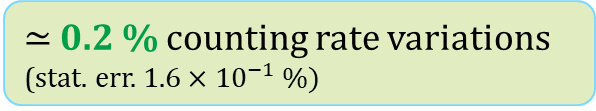 ≃ 0.2 % counting rate variations
(stat. err. 1.6 × 10⁻¹ %)